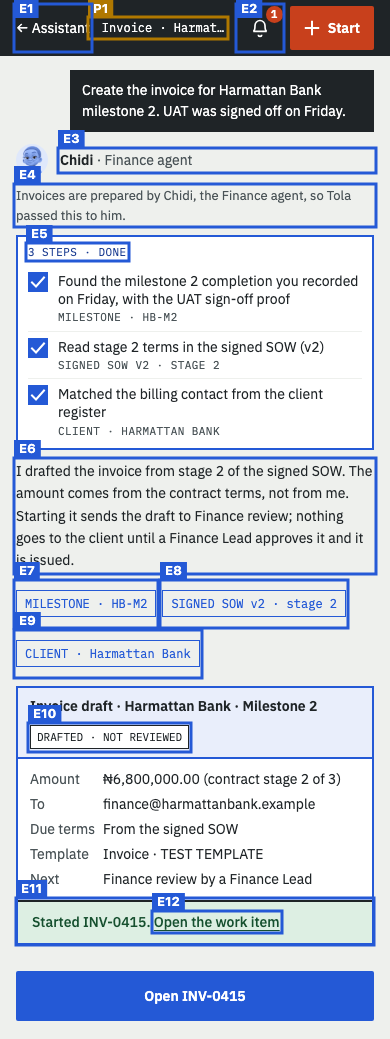 E1 P1 E2
← Assistant Invoice · Harmat… 1 + Start
Create the invoice for Harmattan Bank
milestone 2. UAT was signed off on Friday.
E3
Chidi · Finance agent
E4
Invoices are prepared by Chidi, the Finance agent, so Tola
passed this to him.
E5
3 STEPS · DONE
Found the milestone 2 completion you recorded
on Friday, with the UAT sign-off proof
MILESTONE · HB-M2
Read stage 2 terms in the signed SOW (v2)
SIGNED SOW V2 · STAGE 2
Matched the billing contact from the client
register
CLIENT · HARMATTAN BANK
E6
I drafted the invoice from stage 2 of the signed SOW. The
amount comes from the contract terms, not from me.
Starting it sends the draft to Finance review; nothing
goes to the client until a Finance Lead approves it and it
is issued.
E7 E8
MILESTONE · HB-M2 SIGNED SOW v2 · stage 2
E9
CLIENT · Harmattan Bank
Invoice draft · Harmattan Bank · Milestone 2
E10
DRAFTED · NOT REVIEWED
Amount ₦6,800,000.00 (contract stage 2 of 3)
To finance@harmattanbank.example
Due terms From the signed SOW
Template Invoice · TEST TEMPLATE
Next Finance review by a Finance Lead
E11 E12
Started INV-0415. Open the work item
Open INV-0415